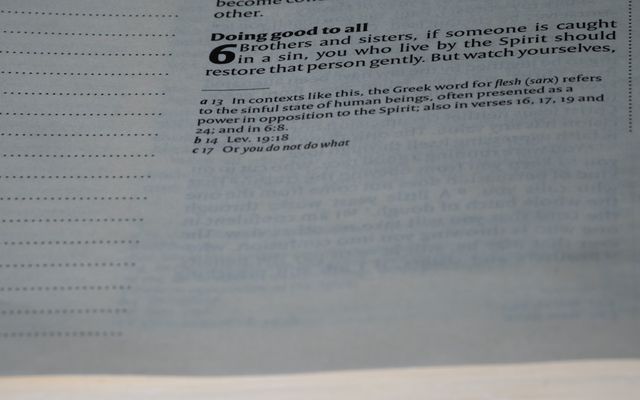 become
other.
Doing good to all
6 Brothers and sisters, if someone is caught
in a sin, you who live by the Spirit should
restore that person gently. But watch yourselves,
a 13 In contexts like this, the Greek word for flesh (sarx) refers
to the sinful state of human beings, often presented as a
power in opposition to the Spirit; also in verses 16, 17, 19 and
24; and in 6:8.
b 14 Lev. 19:18
c 17 Or you do not do what